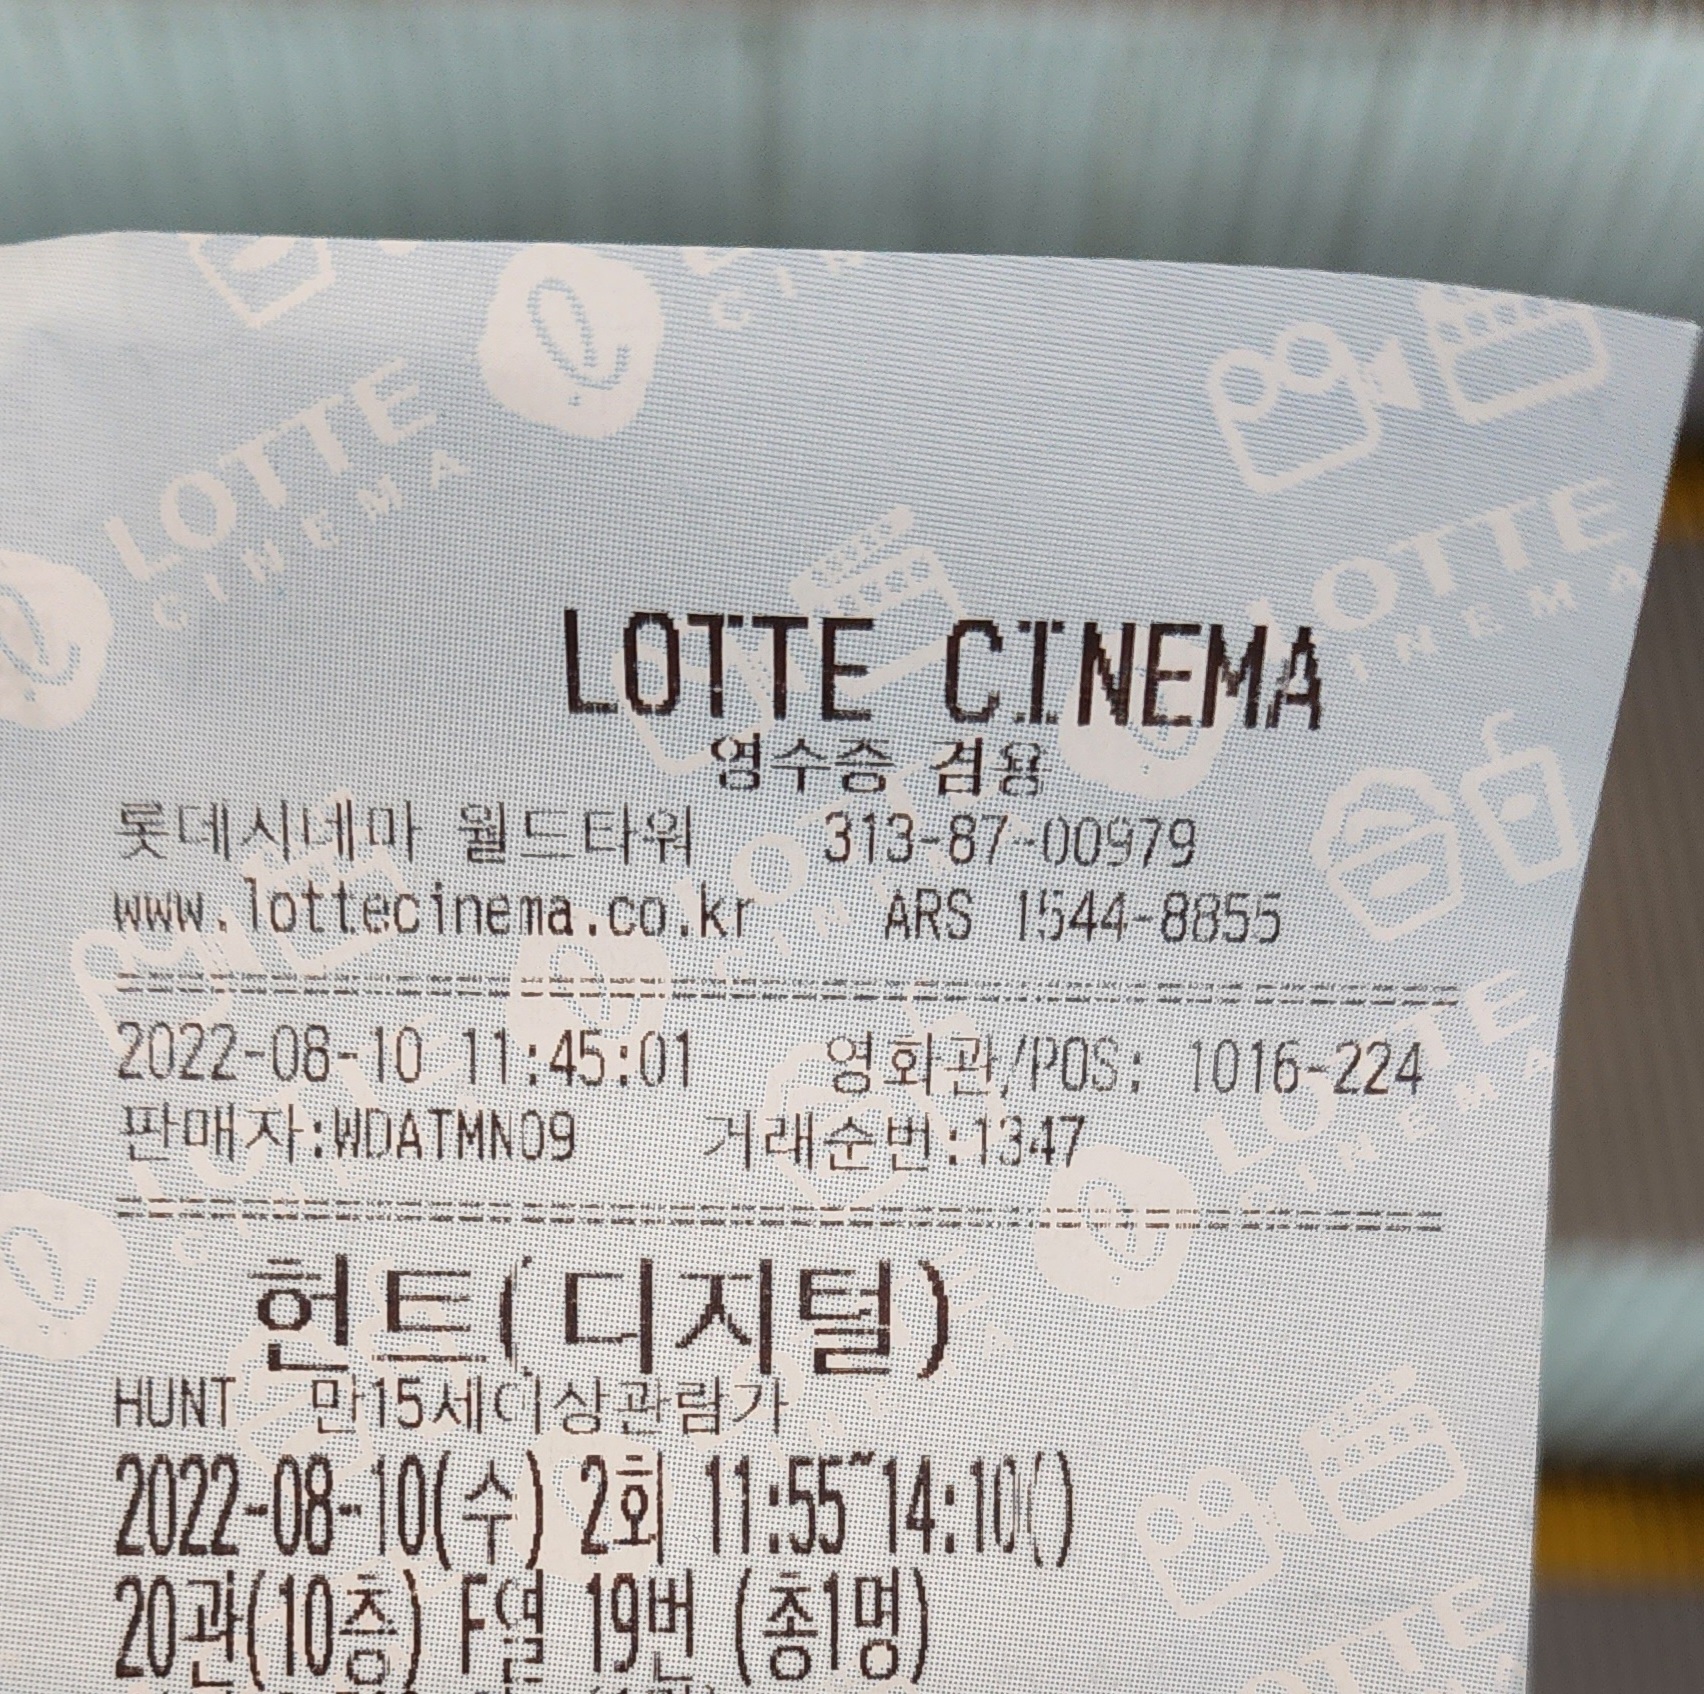 LOTTE CINEMA
영수증 겸용
롯데시네마 월드타워 313-87-00979
www.lottecinema.co.kr ARS 1544-8855
2022-08-10 11:45:01 영화관/POS: 1016-224
판매자:WDATMN09 거래순번:1347
헌트(디지털)
HUNT 만15세이상관람가
2022-08-10(수) 2회 11:55~14:10()
20관(10층) F열 19번 (총1명)